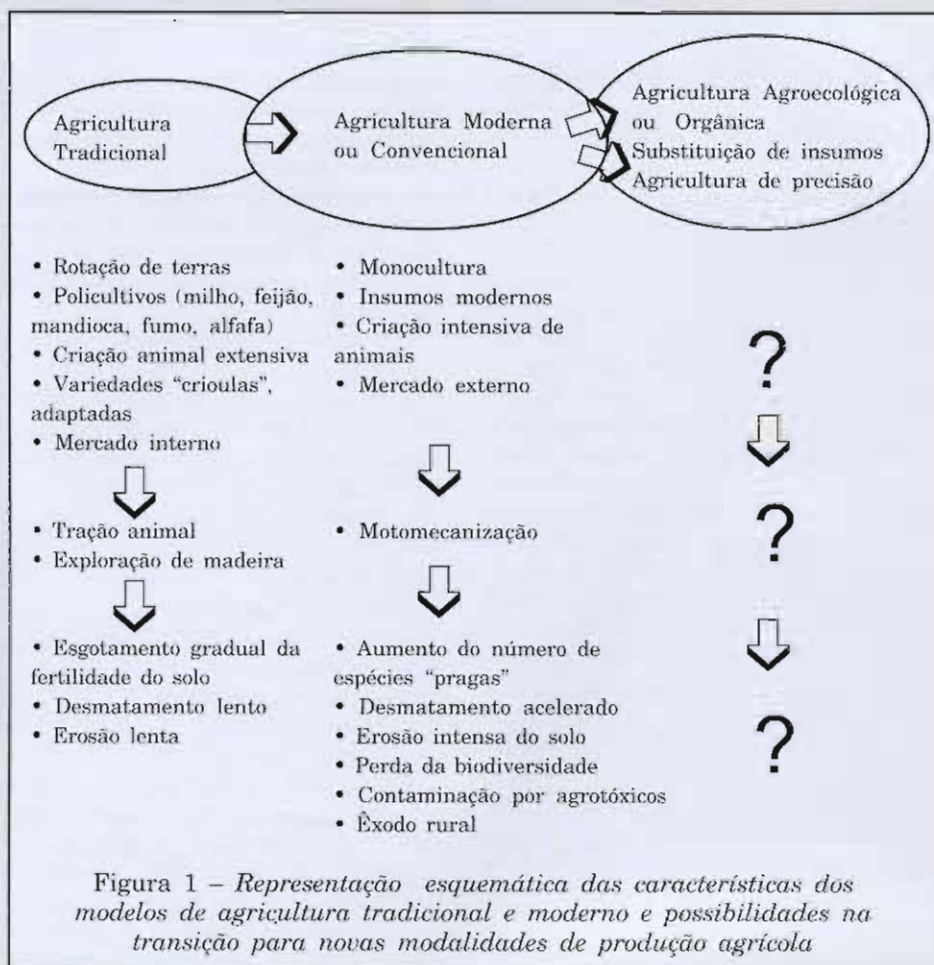 Agricultura
Tradicional
Agricultura Moderna
ou Convencional
Agricultura Agroecológica
ou Orgânica
Substituição de insumos
Agricultura de precisão
• Rotação de terras
• Policultivos (milho, feijão,
mandioca, fumo, alfafa)
• Criação animal extensiva
• Variedades “crioulas”,
adaptadas
• Mercado interno
• Tração animal
• Exploração de madeira
• Esgotamento gradual da
fertilidade do solo
• Desmatamento lento
• Erosão lenta
• Monocultura
• Insumos modernos
• Criação intensiva de
animais
• Mercado externo
• Motomecanização
• Aumento do número de
espécies “pragas”
• Desmatamento acelerado
• Erosão intensa do solo
• Perda da biodiversidade
• Contaminação por agrotóxicos
• Êxodo rural
?
?
?
Figura 1 – Representação esquemática das características dos
modelos de agricultura tradicional e moderno e possibilidades na
transição para novas modalidades de produção agrícola